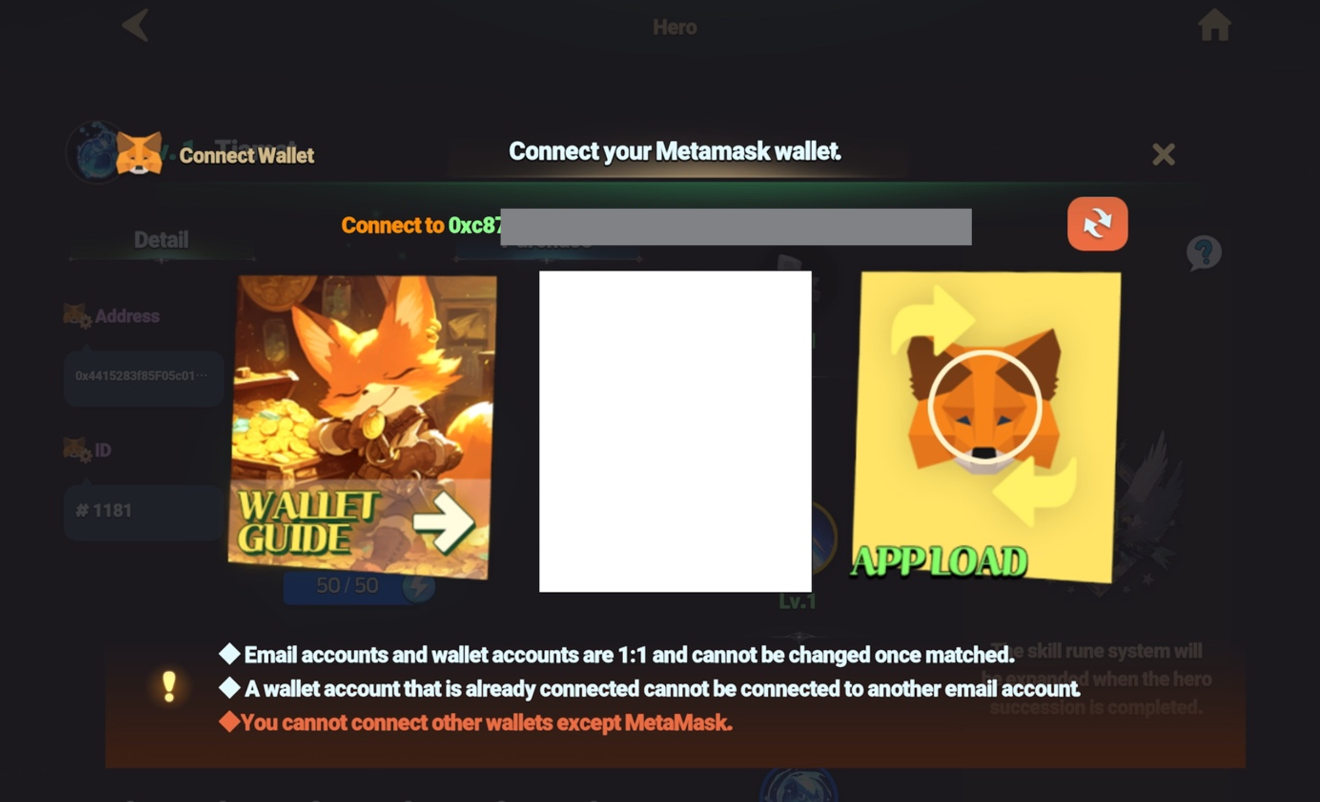 Hero
Connect Wallet
Connect your Metamask wallet.
Connect to 0xc87
Detail
Address
0x4415283f85F05c01···
ID
# 1181
WALLET
GUIDE
APP LOAD
50 / 50
Lv.1
◆ Email accounts and wallet accounts are 1:1 and cannot be changed once matched.
◆ A wallet account that is already connected cannot be connected to another email account.
◆You cannot connect other wallets except MetaMask.
The skill rune system will
be expanded when the hero
succession is completed.